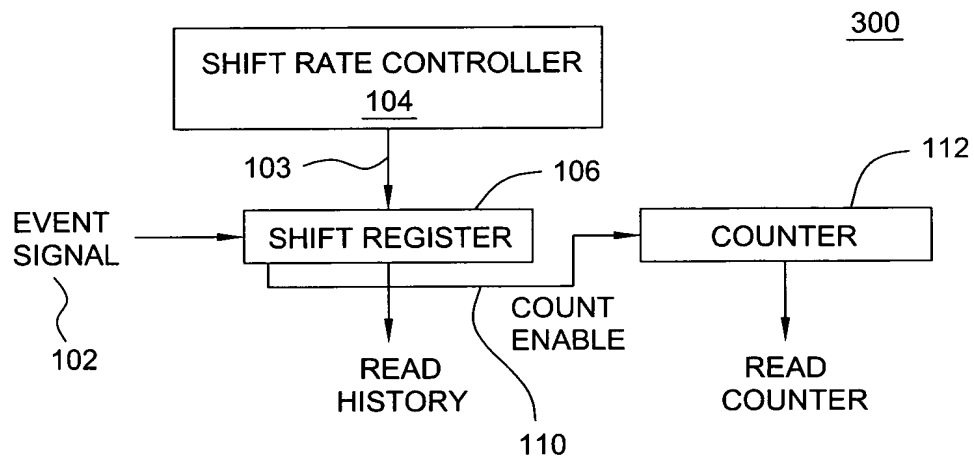 300
SHIFT RATE CONTROLLER
104
103
106
112
EVENT
SIGNAL
SHIFT REGISTER
COUNTER
COUNT
ENABLE
102
READ
HISTORY
READ
COUNTER
110